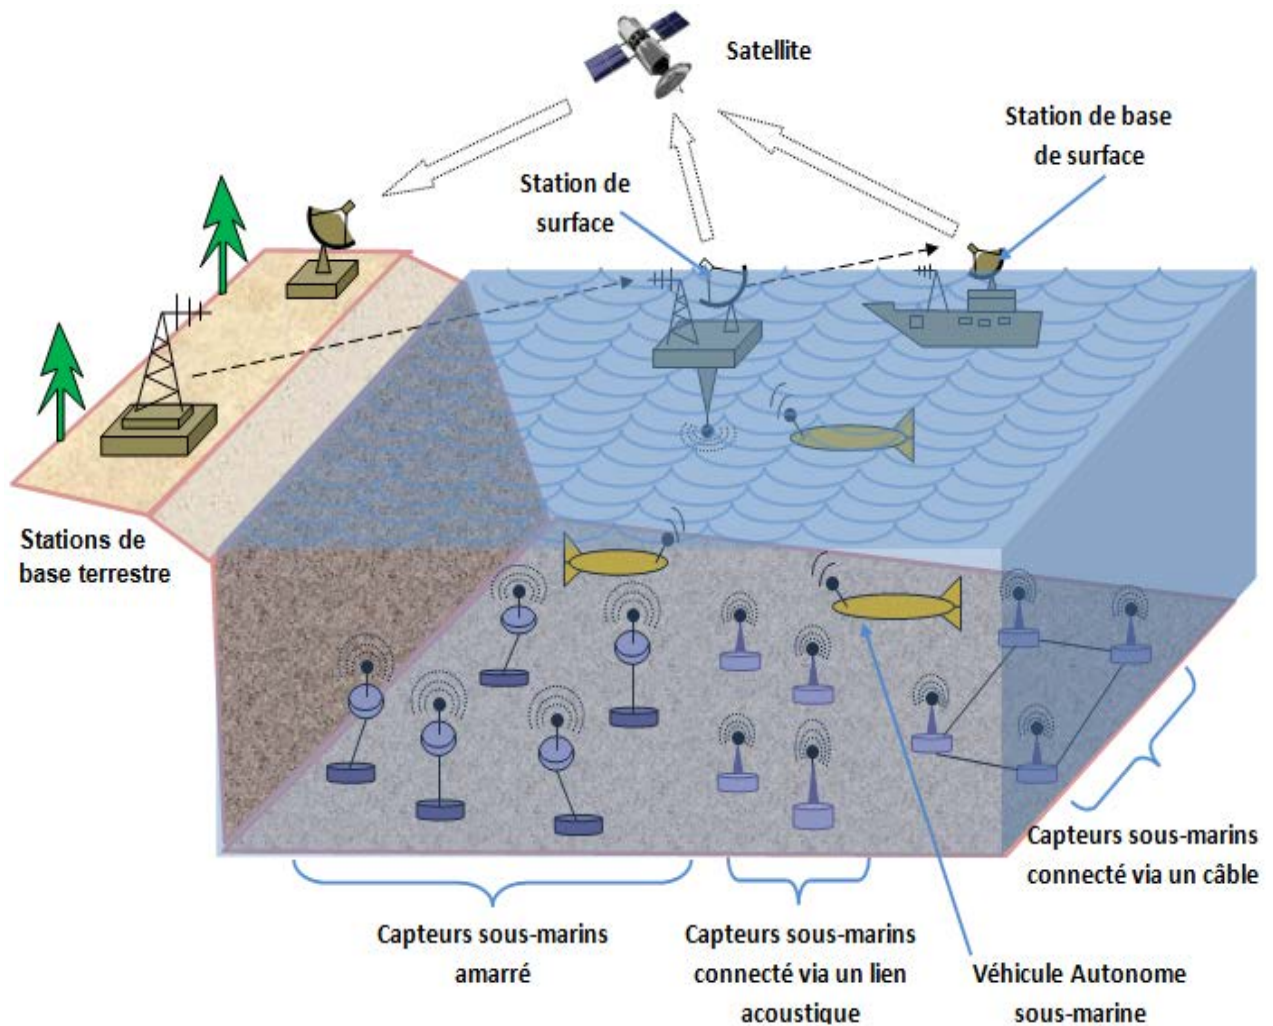 Satellite
Station de base
de surface
Station de
surface
Stations de
base terrestre
Capteurs sous-marins
connecté via un câble
Capteurs sous-marins
amarré
Capteurs sous-marins
connecté via un lien
acoustique
Véhicule Autonome
sous-marine